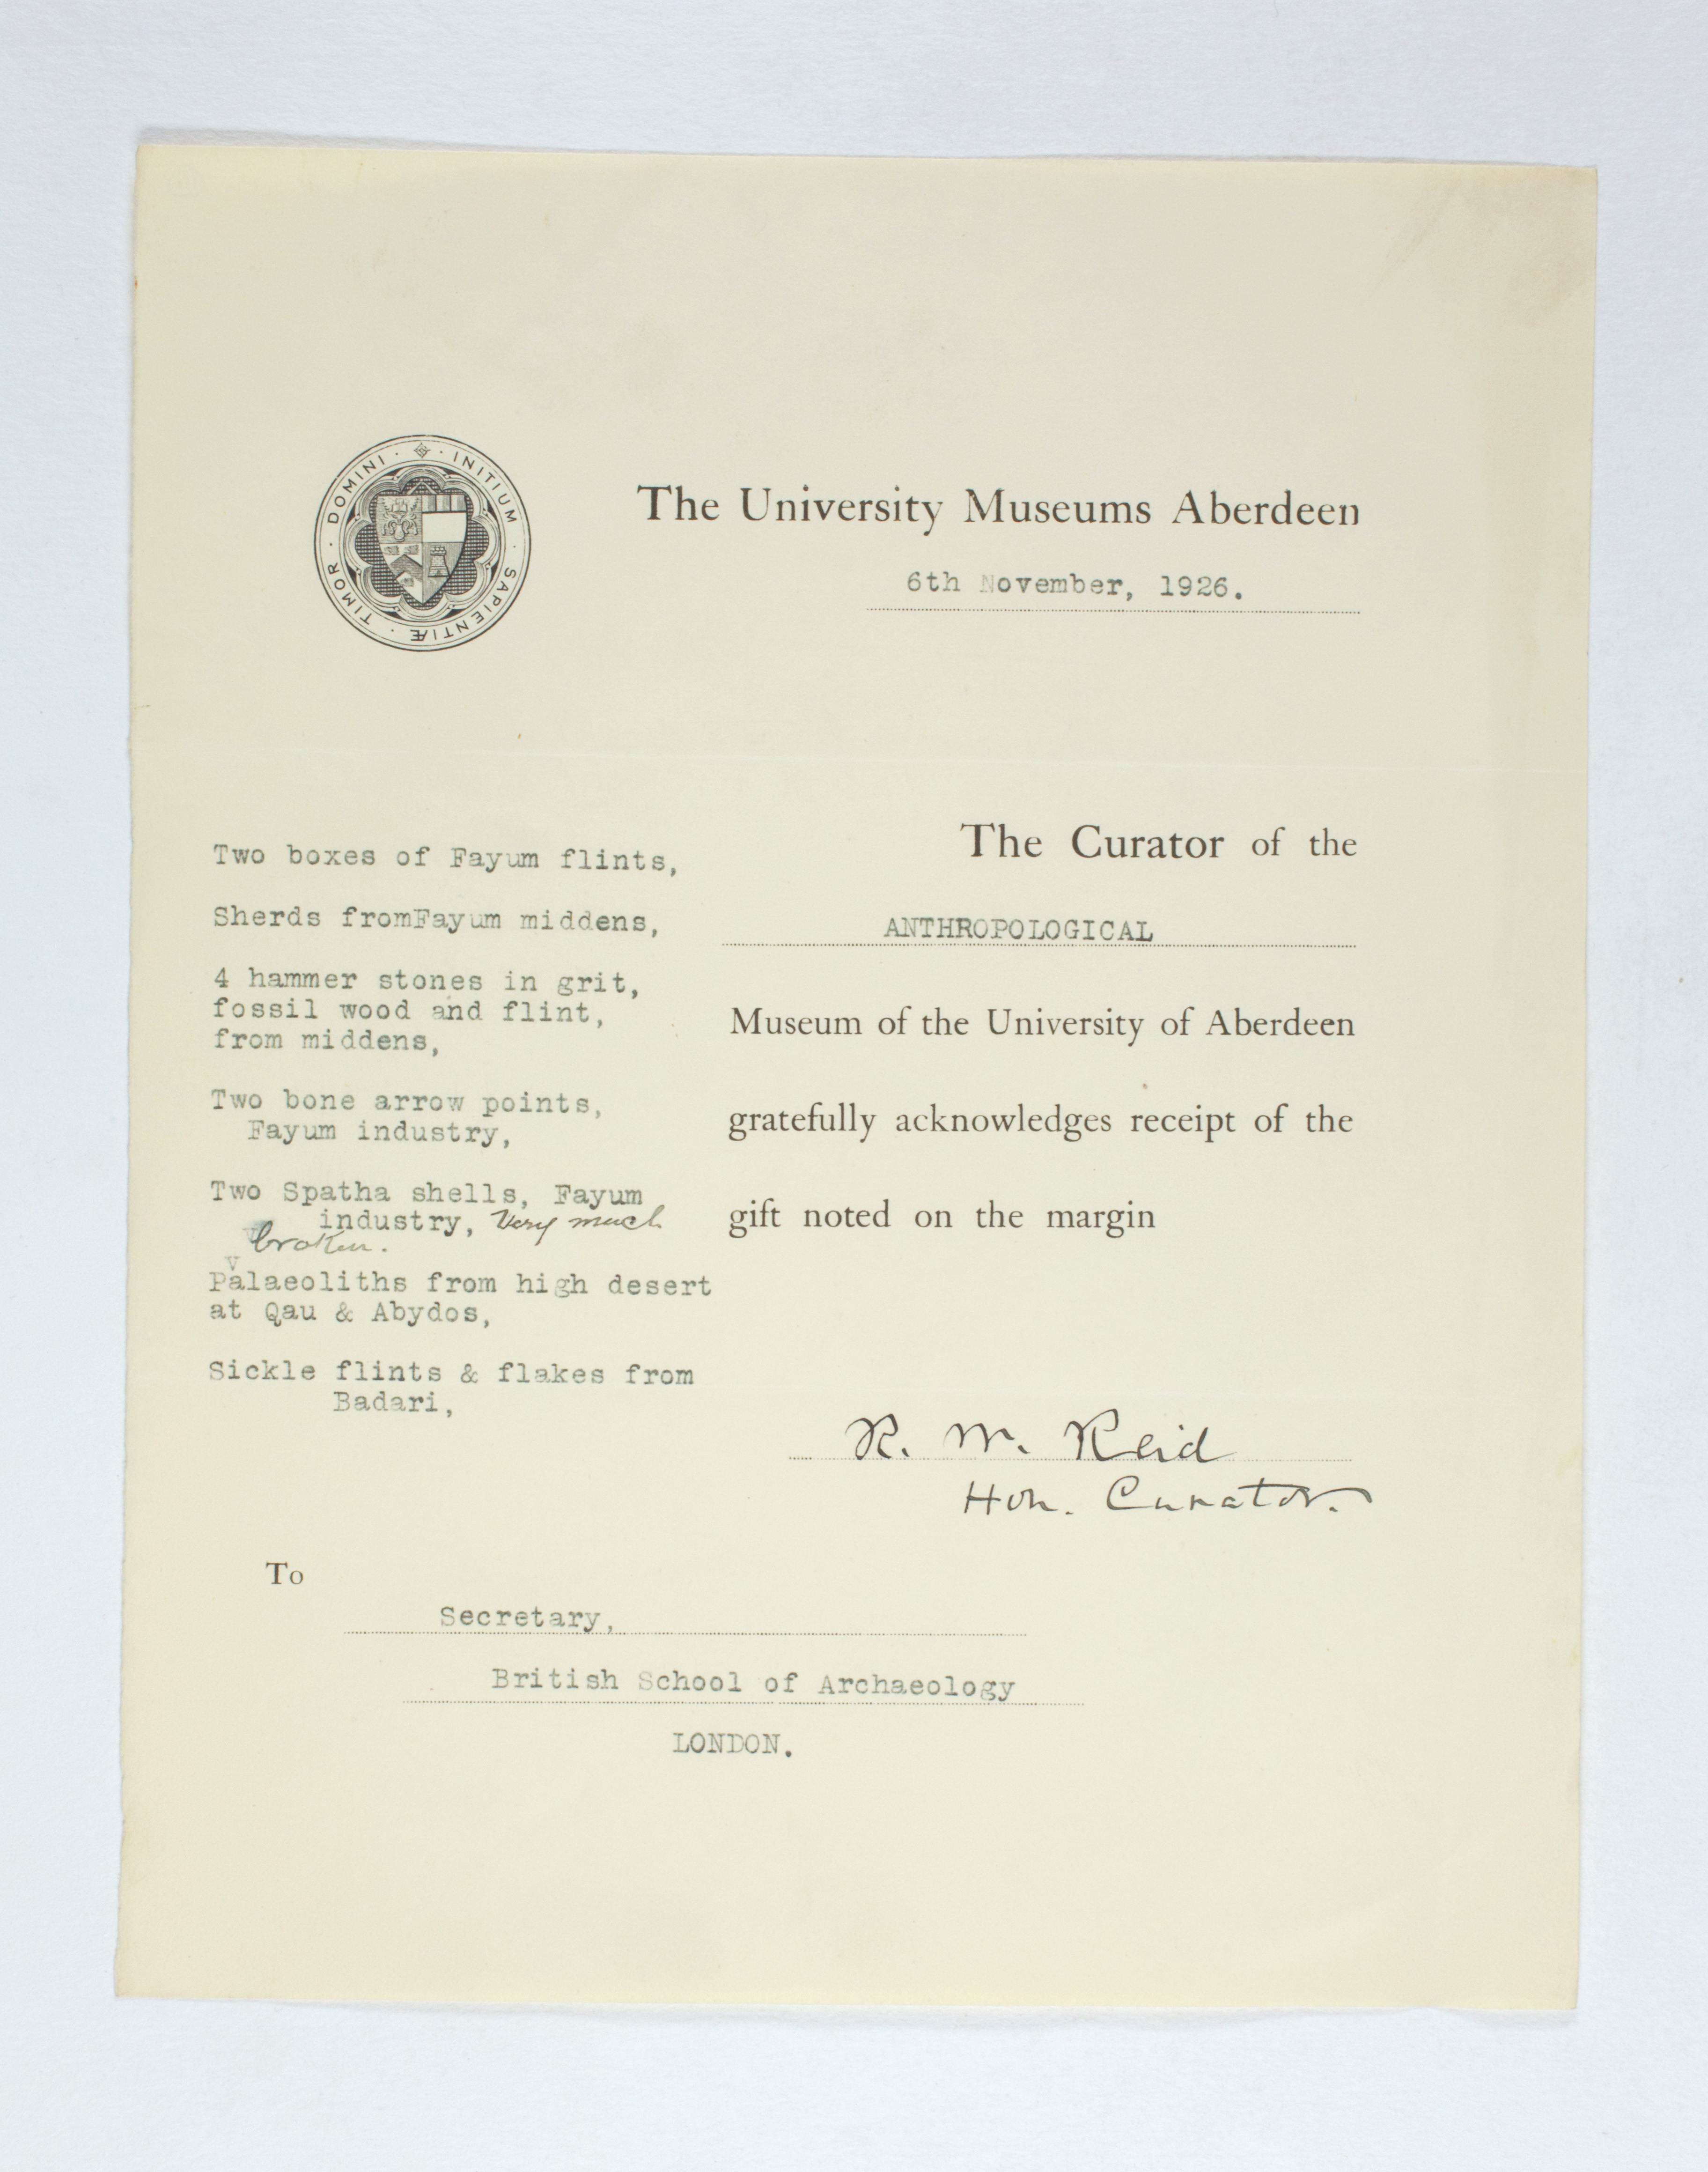 INITIUM · SAPIENTIÆ · TIMOR · DOMINI
The University Museums Aberdeen
6th November, 1926.
Two boxes of Fayum flints,
Sherds fromFayum middens,
4 hammer stones in grit,
fossil wood and flint,
from middens,
Two bone arrow points,
Fayum industry,
Two Spatha shells, Fayum
industry, Very much
broken.
v
Palaeoliths from high desert
at Qau & Abydos,
Sickle flints & flakes from
Badari,
The Curator of the
ANTHROPOLOGICAL
Museum of the University of Aberdeen
gratefully acknowledges receipt of the
gift noted on the margin
R. W. Reid
Hon. Curator.
To
Secretary,
British School of Archaeology
LONDON.